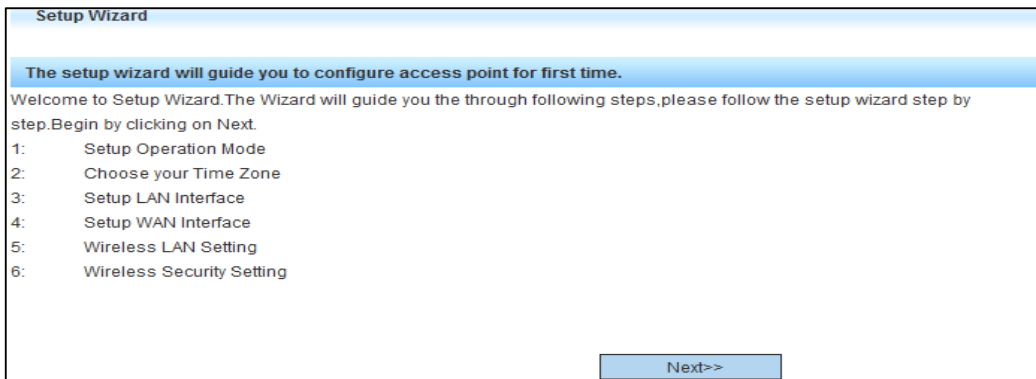 Setup Wizard
The setup wizard will guide you to configure access point for first time.
Welcome to Setup Wizard.The Wizard will guide you the through following steps,please follow the setup wizard step by
step.Begin by clicking on Next.
1: Setup Operation Mode
2: Choose your Time Zone
3: Setup LAN Interface
4: Setup WAN Interface
5: Wireless LAN Setting
6: Wireless Security Setting
Next>>